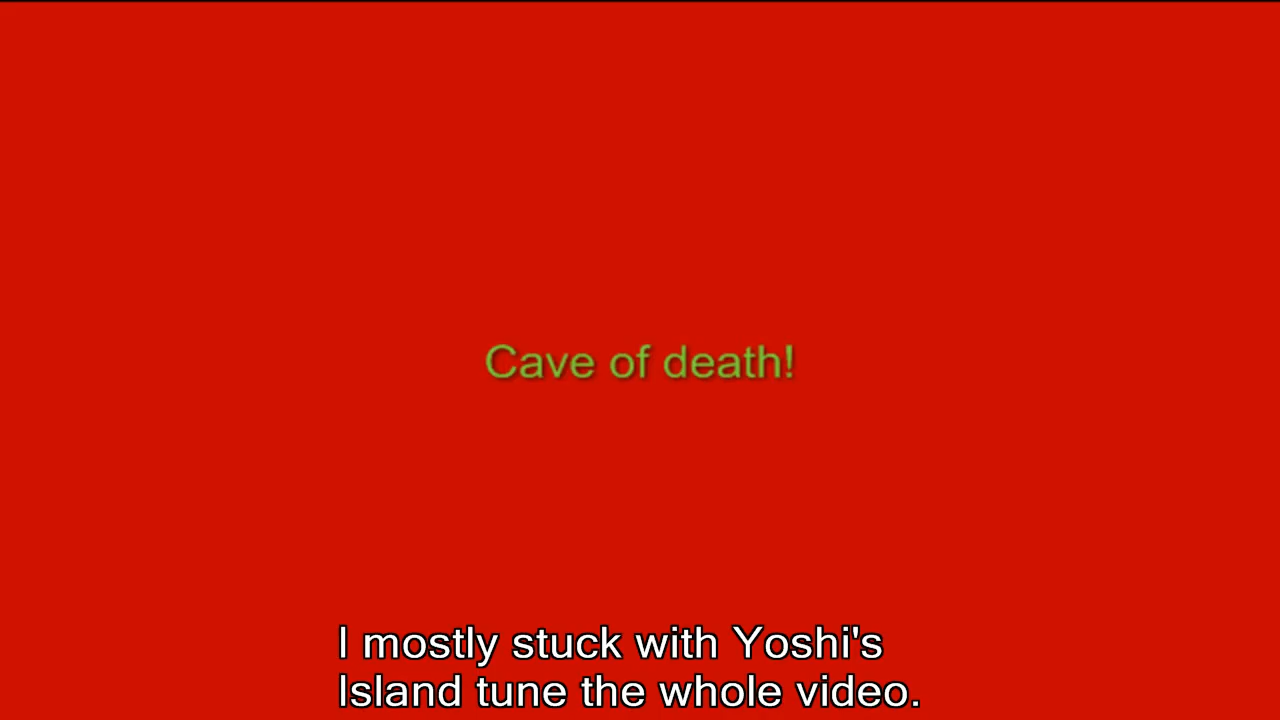 Cave of death!
I mostly stuck with Yoshi's
Island tune the whole video.